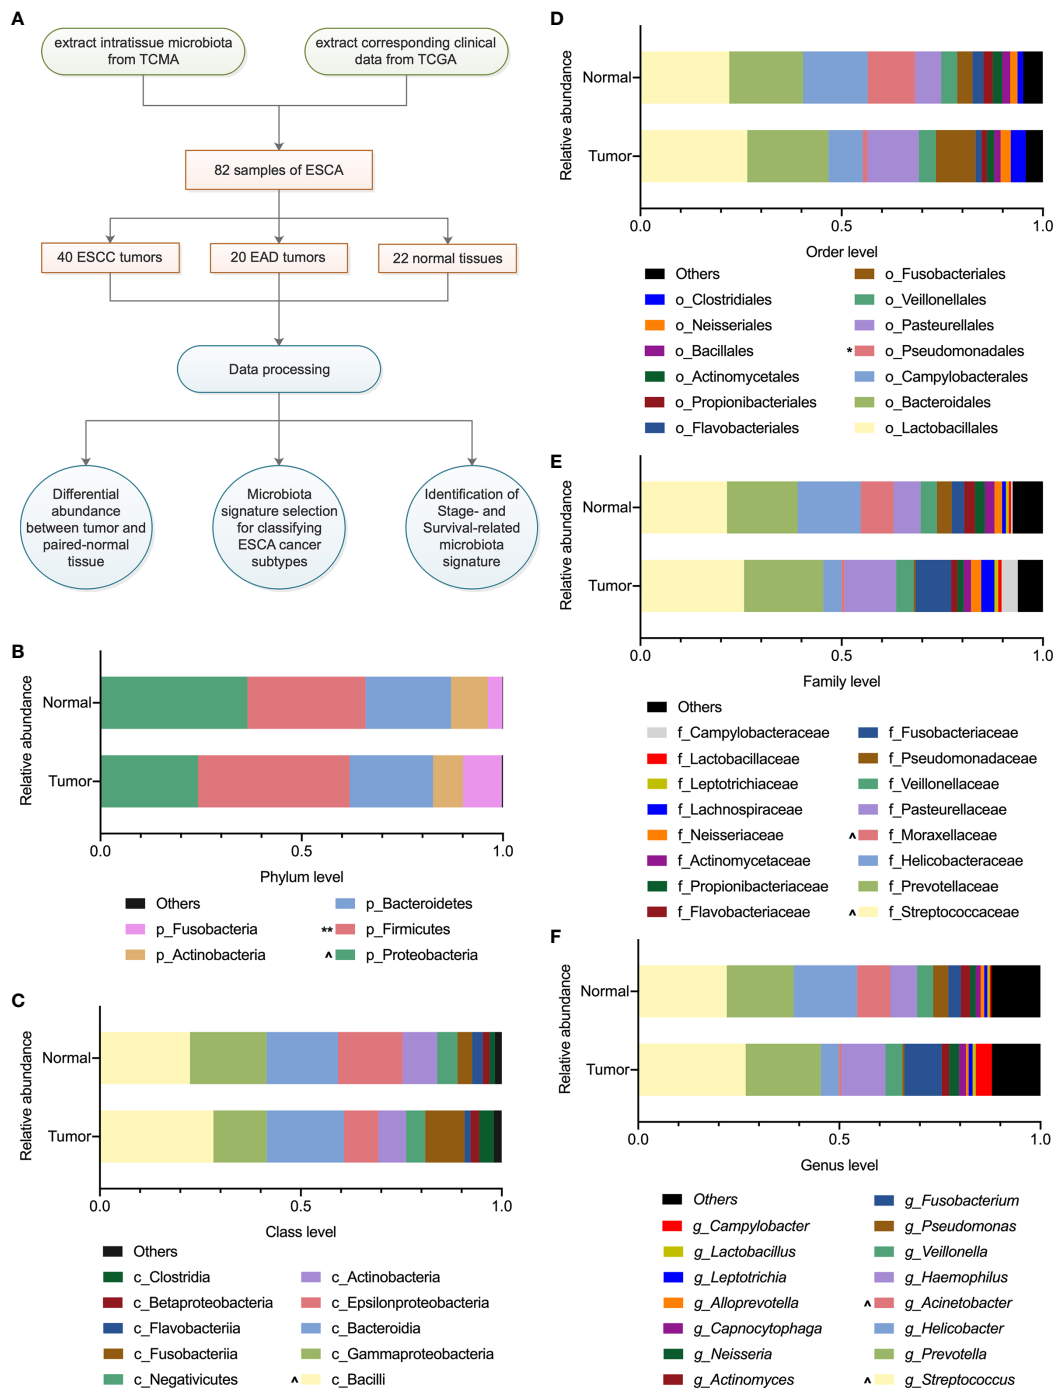 A
extract intratissue microbiota
from TCMA
extract corresponding clinical
data from TCGA
82 samples of ESCA
40 ESCC tumors
20 EAD tumors
22 normal tissues
Data processing
Differential
abundance
between tumor and
paired-normal
tissue
Microbiota
signature selection
for classifying
ESCA cancer
subtypes
Identification of
Stage- and
Survival-related
microbiota
signature
B
Relative abundance
Normal
Tumor
0.0 0.5 1.0
Phylum level
Others
p_Bacteroidetes
p_Fusobacteria
** p_Firmicutes
p_Actinobacteria
^ p_Proteobacteria
C
Relative abundance
Normal
Tumor
0.0 0.5 1.0
Class level
Others
c_Clostridia
c_Actinobacteria
c_Betaproteobacteria
c_Epsilonproteobacteria
c_Flavobacteriia
c_Bacteroidia
c_Fusobacteriia
c_Gammaproteobacteria
c_Negativicutes
^ c_Bacilli
D
Relative abundance
Normal
Tumor
0.0 0.5 1.0
Order level
Others
o_Fusobacteriales
o_Clostridiales
o_Veillonellales
o_Neisseriales
o_Pasteurellales
o_Bacillales
* o_Pseudomonadales
o_Actinomycetales
o_Campylobacterales
o_Propionibacteriales
o_Bacteroidales
o_Flavobacteriales
o_Lactobacillales
E
Relative abundance
Normal
Tumor
0.0 0.5 1.0
Family level
Others
f_Campylobacteraceae
f_Fusobacteriaceae
f_Lactobacillaceae
f_Pseudomonadaceae
f_Leptotrichiaceae
f_Veillonellaceae
f_Lachnospiraceae
f_Pasteurellaceae
f_Neisseriaceae
^ f_Moraxellaceae
f_Actinomycetaceae
f_Helicobacteraceae
f_Propionibacteriaceae
f_Prevotellaceae
f_Flavobacteriaceae
^ f_Streptococcaceae
F
Relative abundance
Normal
Tumor
0.0 0.5 1.0
Genus level
Others
g_Fusobacterium
g_Campylobacter
g_Pseudomonas
g_Lactobacillus
g_Veillonella
g_Leptotrichia
g_Haemophilus
g_Alloprevotella
^ g_Acinetobacter
g_Capnocytophaga
g_Helicobacter
g_Neisseria
g_Prevotella
g_Actinomyces
^ g_Streptococcus